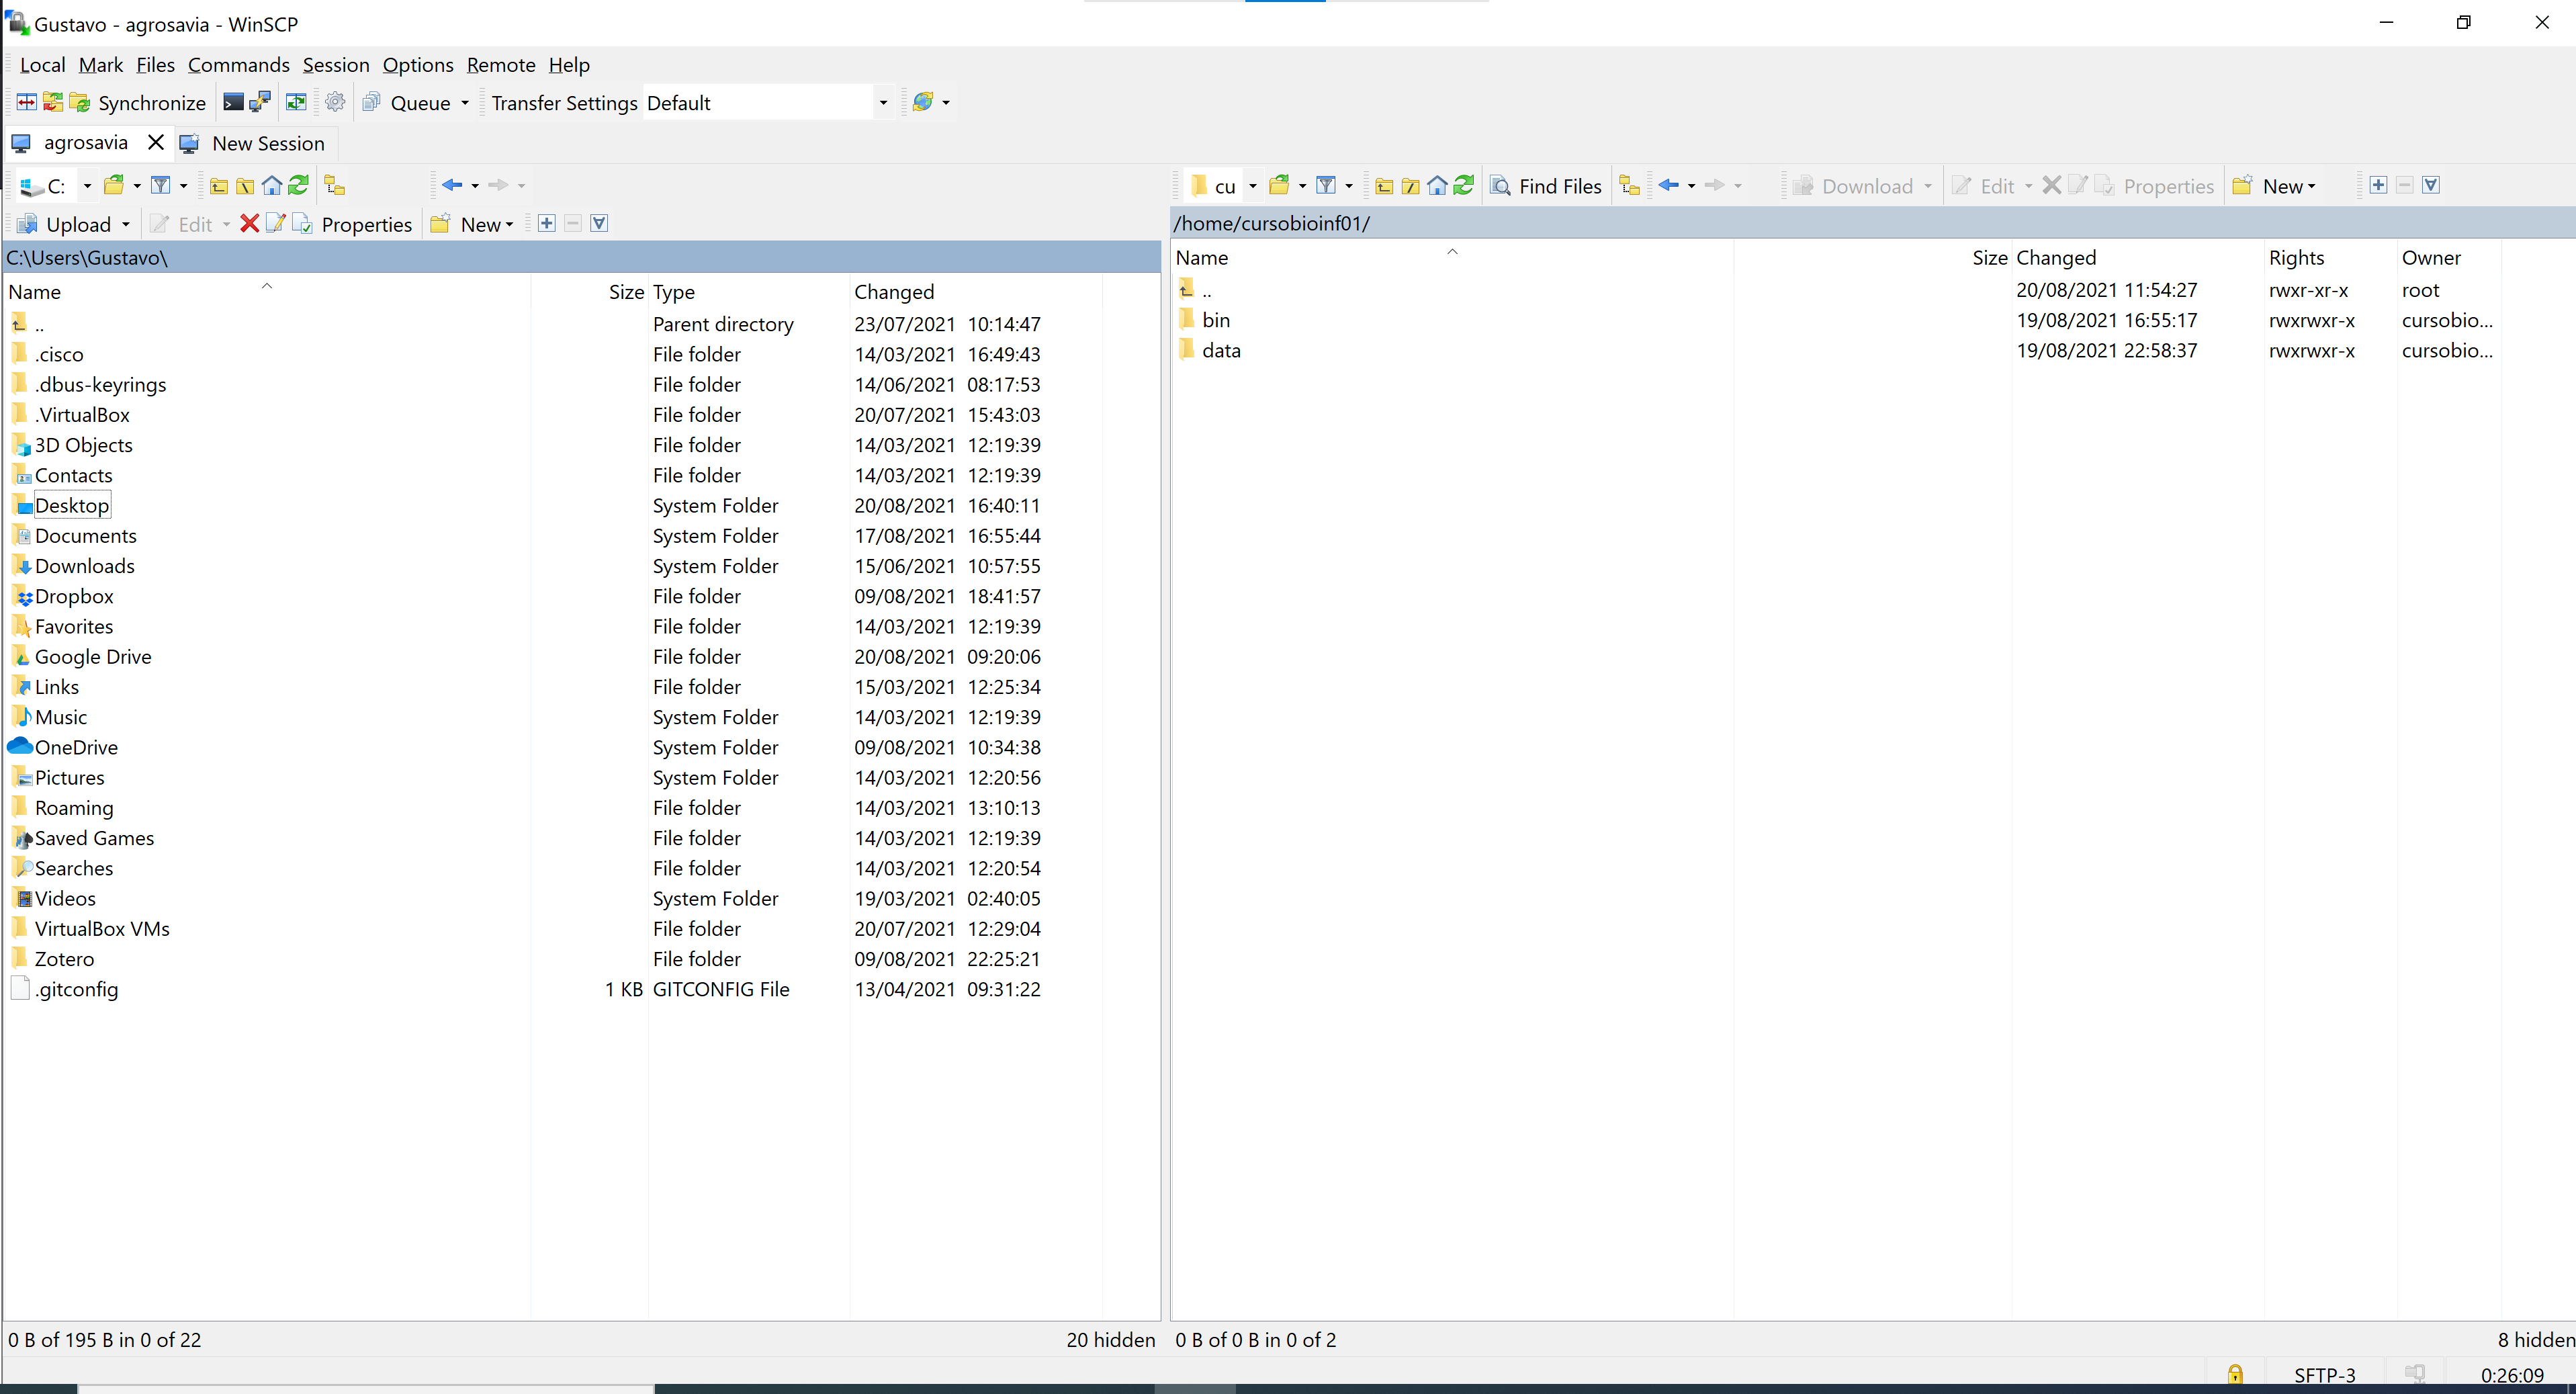 Gustavo - agrosavia - WinSCP
Local Mark Files Commands Session Options Remote Help
Synchronize Queue Transfer Settings Default
agrosavia New Session
C:
Upload Edit Properties New
C:\Users\Gustavo\
Name Size Type Changed
.. Parent directory 23/07/2021 10:14:47
.cisco File folder 14/03/2021 16:49:43
.dbus-keyrings File folder 14/06/2021 08:17:53
.VirtualBox File folder 20/07/2021 15:43:03
3D Objects File folder 14/03/2021 12:19:39
Contacts File folder 14/03/2021 12:19:39
Desktop System Folder 20/08/2021 16:40:11
Documents System Folder 17/08/2021 16:55:44
Downloads System Folder 15/06/2021 10:57:55
Dropbox File folder 09/08/2021 18:41:57
Favorites File folder 14/03/2021 12:19:39
Google Drive File folder 20/08/2021 09:20:06
Links File folder 15/03/2021 12:25:34
Music System Folder 14/03/2021 12:19:39
OneDrive System Folder 09/08/2021 10:34:38
Pictures System Folder 14/03/2021 12:20:56
Roaming File folder 14/03/2021 13:10:13
Saved Games File folder 14/03/2021 12:19:39
Searches File folder 14/03/2021 12:20:54
Videos System Folder 19/03/2021 02:40:05
VirtualBox VMs File folder 20/07/2021 12:29:04
Zotero File folder 09/08/2021 22:25:21
.gitconfig 1 KB GITCONFIG File 13/04/2021 09:31:22
0 B of 195 B in 0 of 22 20 hidden
cu Find Files Download Edit Properties New
/home/cursobioinf01/
Name Size Changed Rights Owner
.. 20/08/2021 11:54:27 rwxr-xr-x root
bin 19/08/2021 16:55:17 rwxrwxr-x cursobio...
data 19/08/2021 22:58:37 rwxrwxr-x cursobio...
0 B of 0 B in 0 of 2 8 hidden
SFTP-3 0:26:09